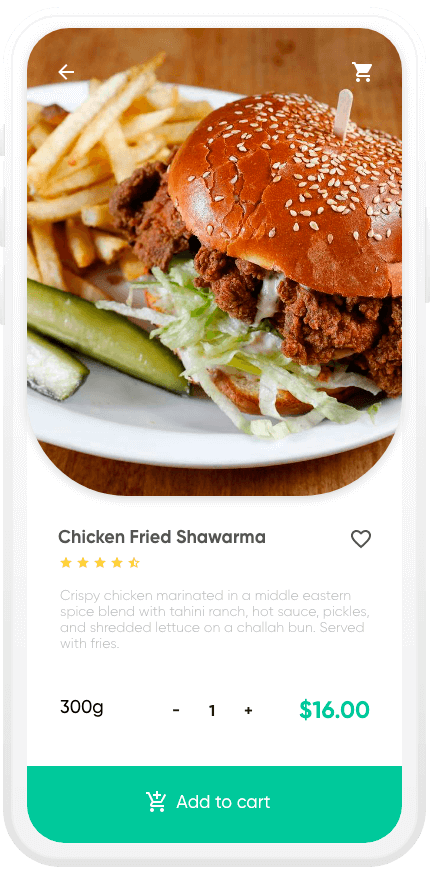 Chicken Fried Shawarma
Crispy chicken marinated in a middle eastern
spice blend with tahini ranch, hot sauce, pickles,
and shredded lettuce on a challah bun. Served
with fries.
300g - 1 + $16.00
Add to cart